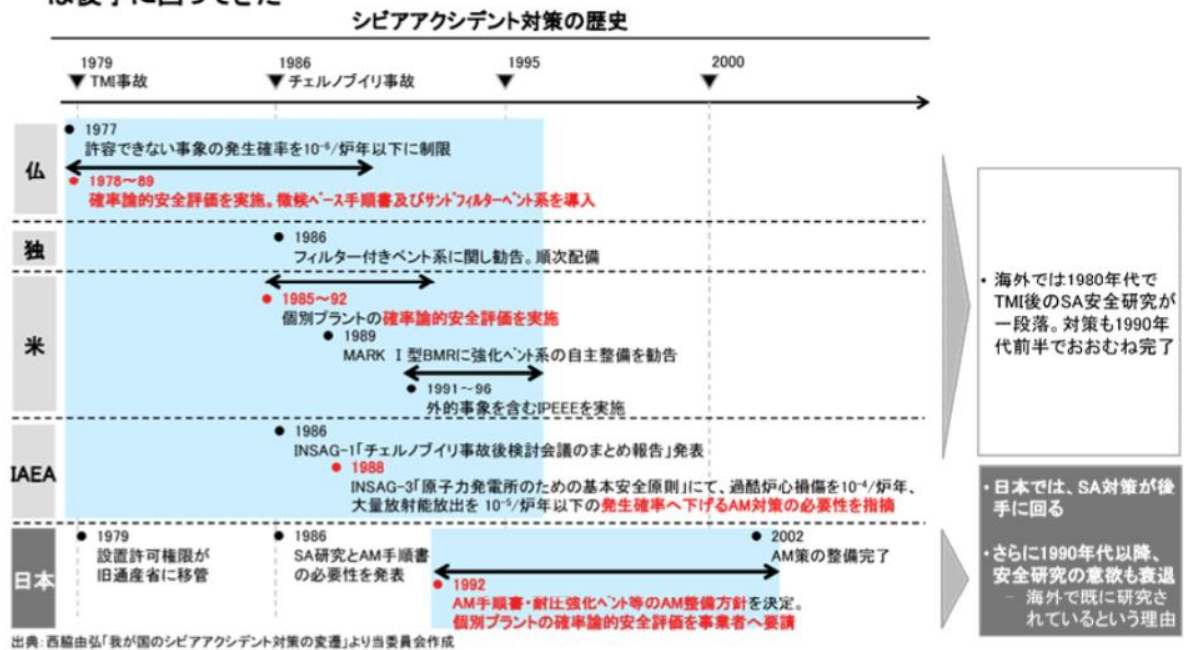 は後手に回ってきた
シビアアクシデント対策の歴史
1979
TMI事故
1986
チェルノブイリ事故
1995
2000
仏
1977
許容できない事象の発生確率を10⁻⁶/炉年以下に制限
1978～89
確率論的安全評価を実施。徴候ベース手順書及びサンドフィルターベント系を導入
独
1986
フィルター付きベント系に関し勧告。順次配備
米
1985～92
個別プラントの確率論的安全評価を実施
1989
MARK Ⅰ型BMRに強化ベント系の自主整備を勧告
1991～96
外的事象を含むIPEEEを実施
IAEA
1986
INSAG-1「チェルノブイリ事故後検討会議のまとめ報告」発表
1988
INSAG-3「原子力発電所のための基本安全原則」にて、過酷炉心損傷を10⁻⁴/炉年、
大量放射能放出を 10⁻⁵/炉年以下の発生確率へ下げるAM対策の必要性を指摘
日本
1979
設置許可権限が
旧通産省に移管
1986
SA研究とAM手順書
の必要性を発表
1992
AM手順書・耐圧強化ベント等のAM整備方針を決定。
個別プラントの確率論的安全評価を事業者へ要請
2002
AM策の整備完了
・海外では1980年代で
TMI後のSA安全研究が
一段落。対策も1990年
代前半でおおむね完了
・日本では、SA対策が後
手に回る
・さらに1990年代以降、
安全研究の意欲も衰退
－ 海外で既に研究さ
れているという理由
出典:西脇由弘「我が国のシビアアクシデント対策の変遷」より当委員会作成